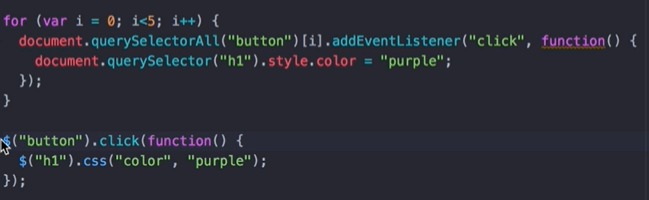 for (var i = 0; i<5; i++) {
  document.querySelectorAll("button")[i].addEventListener("click", function() {
    document.querySelector("h1").style.color = "purple";
  });
}

$("button").click(function() {
  $("h1").css("color", "purple");
});